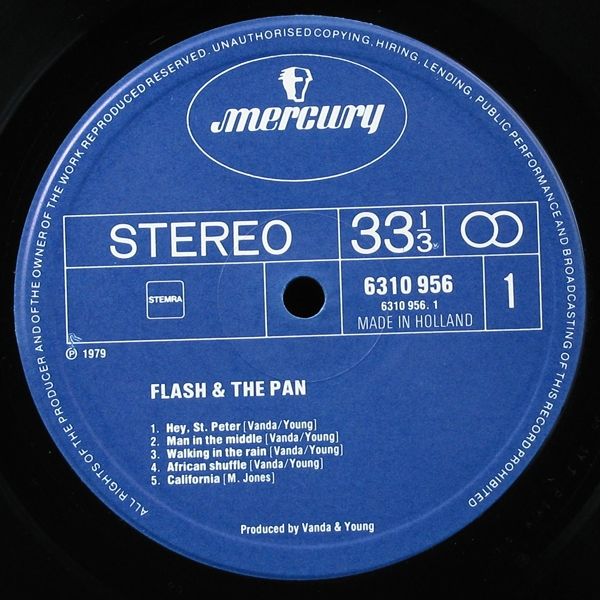 ALL RIGHTS OF THE PRODUCER AND OF THE OWNER OF THE WORK REPRODUCED RESERVED. UNAUTHORISED COPYING, HIRING, LENDING, PUBLIC PERFORMANCE AND BROADCASTING OF THIS RECORD PROHIBITED
mercury
STEREO 33 1/3
STEMRA
6310 956
6310 956. 1
MADE IN HOLLAND
1
℗ 1979
FLASH & THE PAN
1. Hey, St. Peter [Vanda/Young]
2. Man in the middle [Vanda/Young]
3. Walking in the rain [Vanda/Young]
4. African shuffle [Vanda/Young]
5. California [M. Jones]
Produced by Vanda & Young